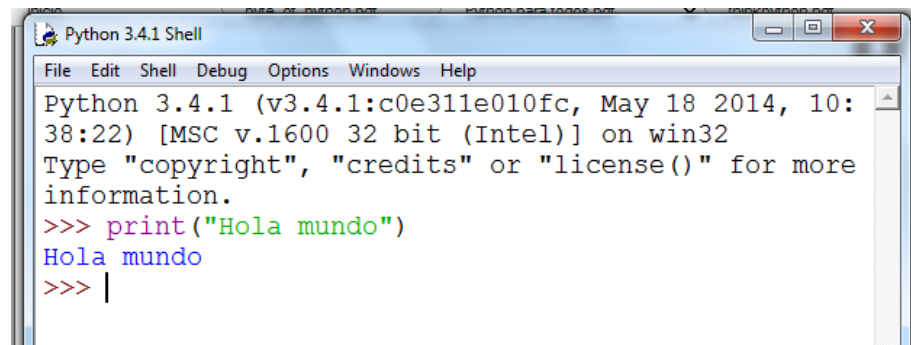 Python 3.4.1 Shell
File Edit Shell Debug Options Windows Help
Python 3.4.1 (v3.4.1:c0e311e010fc, May 18 2014, 10:
38:22) [MSC v.1600 32 bit (Intel)] on win32
Type "copyright", "credits" or "license()" for more
information.
>>> print("Hola mundo")
Hola mundo
>>>